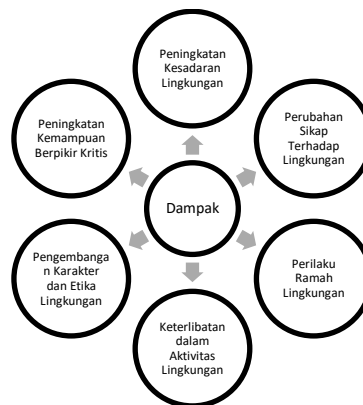 Peningkatan
Kesadaran
Lingkungan
Perubahan
Sikap
Terhadap
Lingkungan
Perilaku
Ramah
Lingkungan
Keterlibatan
dalam
Aktivitas
Lingkungan
Pengembanga
n Karakter
dan Etika
Lingkungan
Peningkatan
Kemampuan
Berpikir Kritis
Dampak